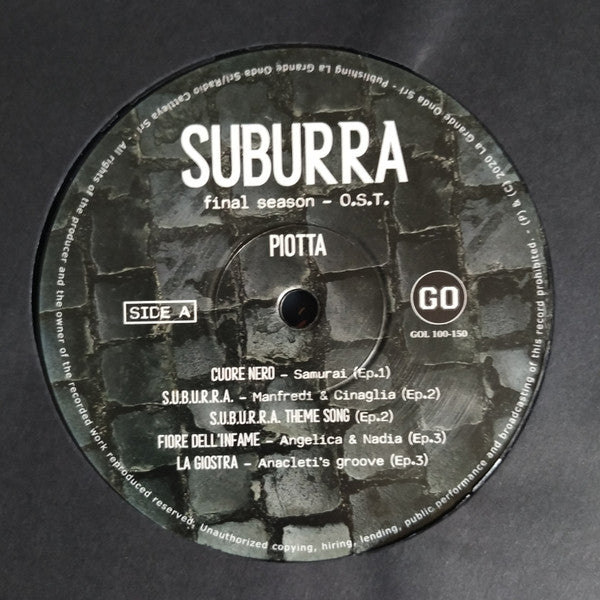 SUBURRA
final season - O.S.T.
PIOTTA
SIDE A
GO
GOL 100-150
CUORE NERO - Samurai (Ep.1)
S.U.B.U.R.R.A. - Manfredi & Cinaglia (Ep.2)
S.U.B.U.R.R.A. THEME SONG (Ep.2)
FIORE DELL'INFAME - Angelica & Nadia (Ep.3)
LA GIOSTRA - Anacleti's groove (Ep.3)
(P) & (C) 2020 La Grande Onda Srl - Publishing La Grande Onda Srl/Radio Cattleya Srl - All rights of the producer and the owner of the recorded work reproduced reserved. Unauthorized copying, hiring, lending, public performance and broadcasting of this record prohibited. -